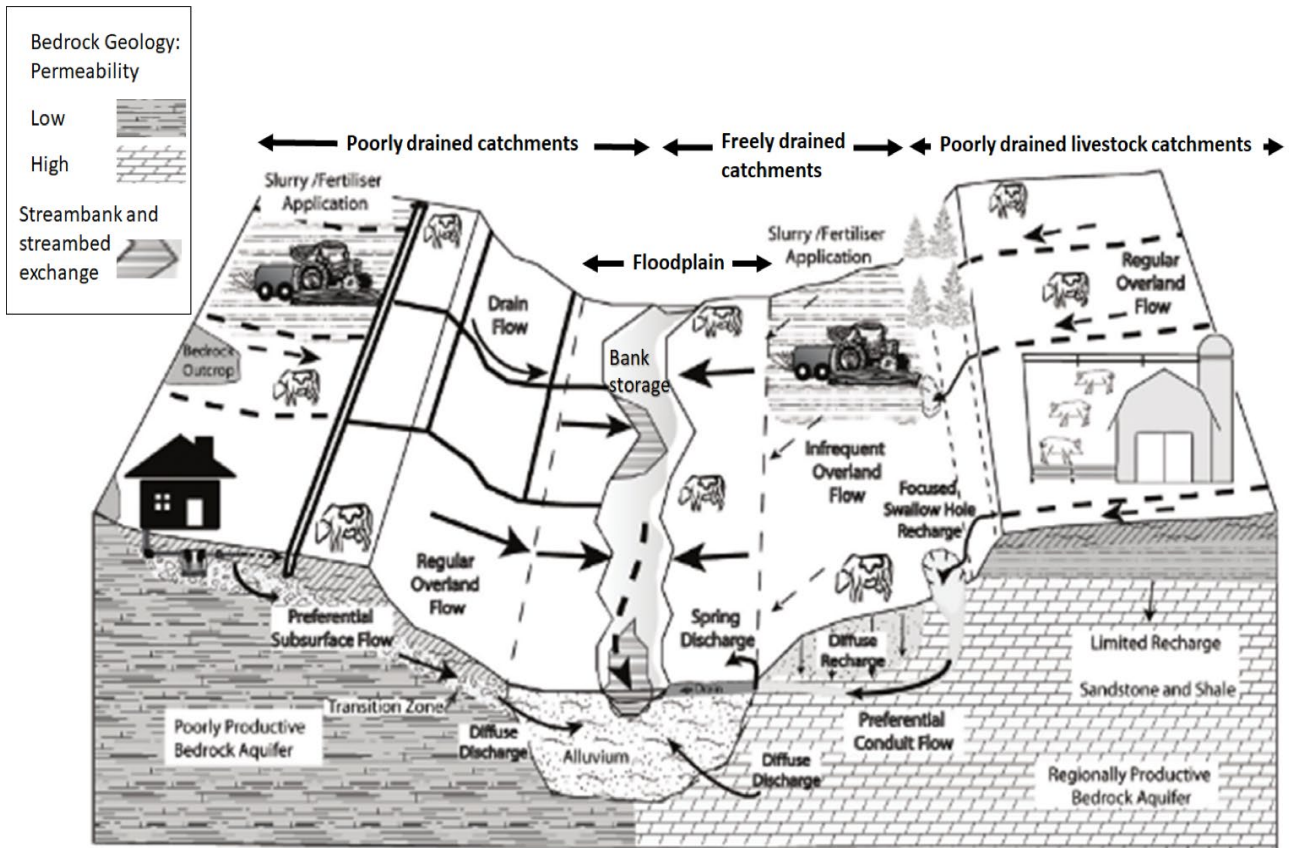 Bedrock Geology:
Permeability
Low
High
Streambank and
streambed
exchange
Poorly drained catchments
Freely drained
catchments
Poorly drained livestock catchments
Slurry /Fertiliser
Application
Floodplain
Slurry /Fertiliser
Application
Regular
Overland
Flow
Drain
Flow
Bedrock
Outcrop
Bank
storage
Infrequent
Overland
Flow
Focused,
Swallow Hole
Recharge
Regular
Overland
Flow
Preferential
Subsurface Flow
Spring
Discharge
Diffuse
Recharge
Limited Recharge
Sandstone and Shale
Drain
Transition Zone
Poorly Productive
Bedrock Aquifer
Diffuse
Discharge
Alluvium
Diffuse
Discharge
Preferential
Conduit Flow
Regionally Productive
Bedrock Aquifer